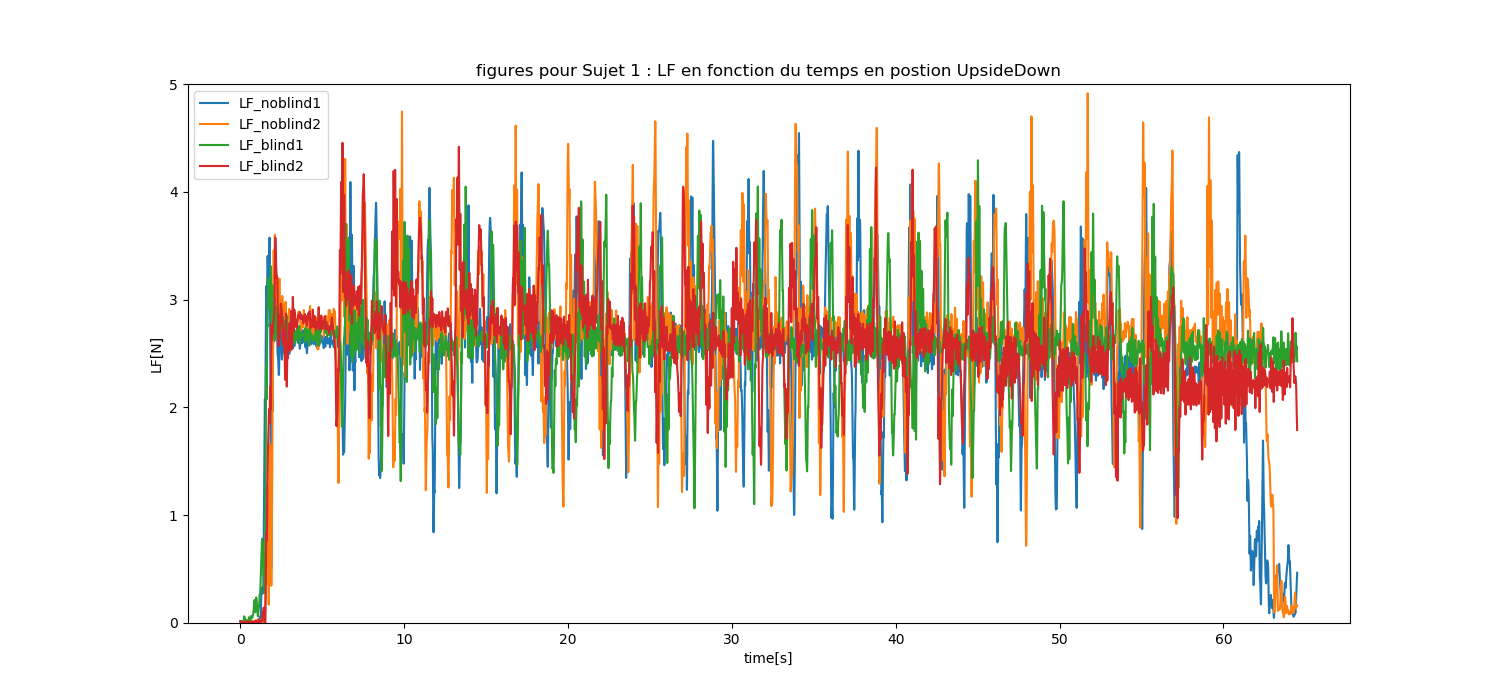 figures pour Sujet 1 : LF en fonction du temps en postion UpsideDown
LF_noblind1
LF_noblind2
LF_blind1
LF_blind2
LF[N]
5
4
3
2
1
0
0 10 20 30 40 50 60
time[s]